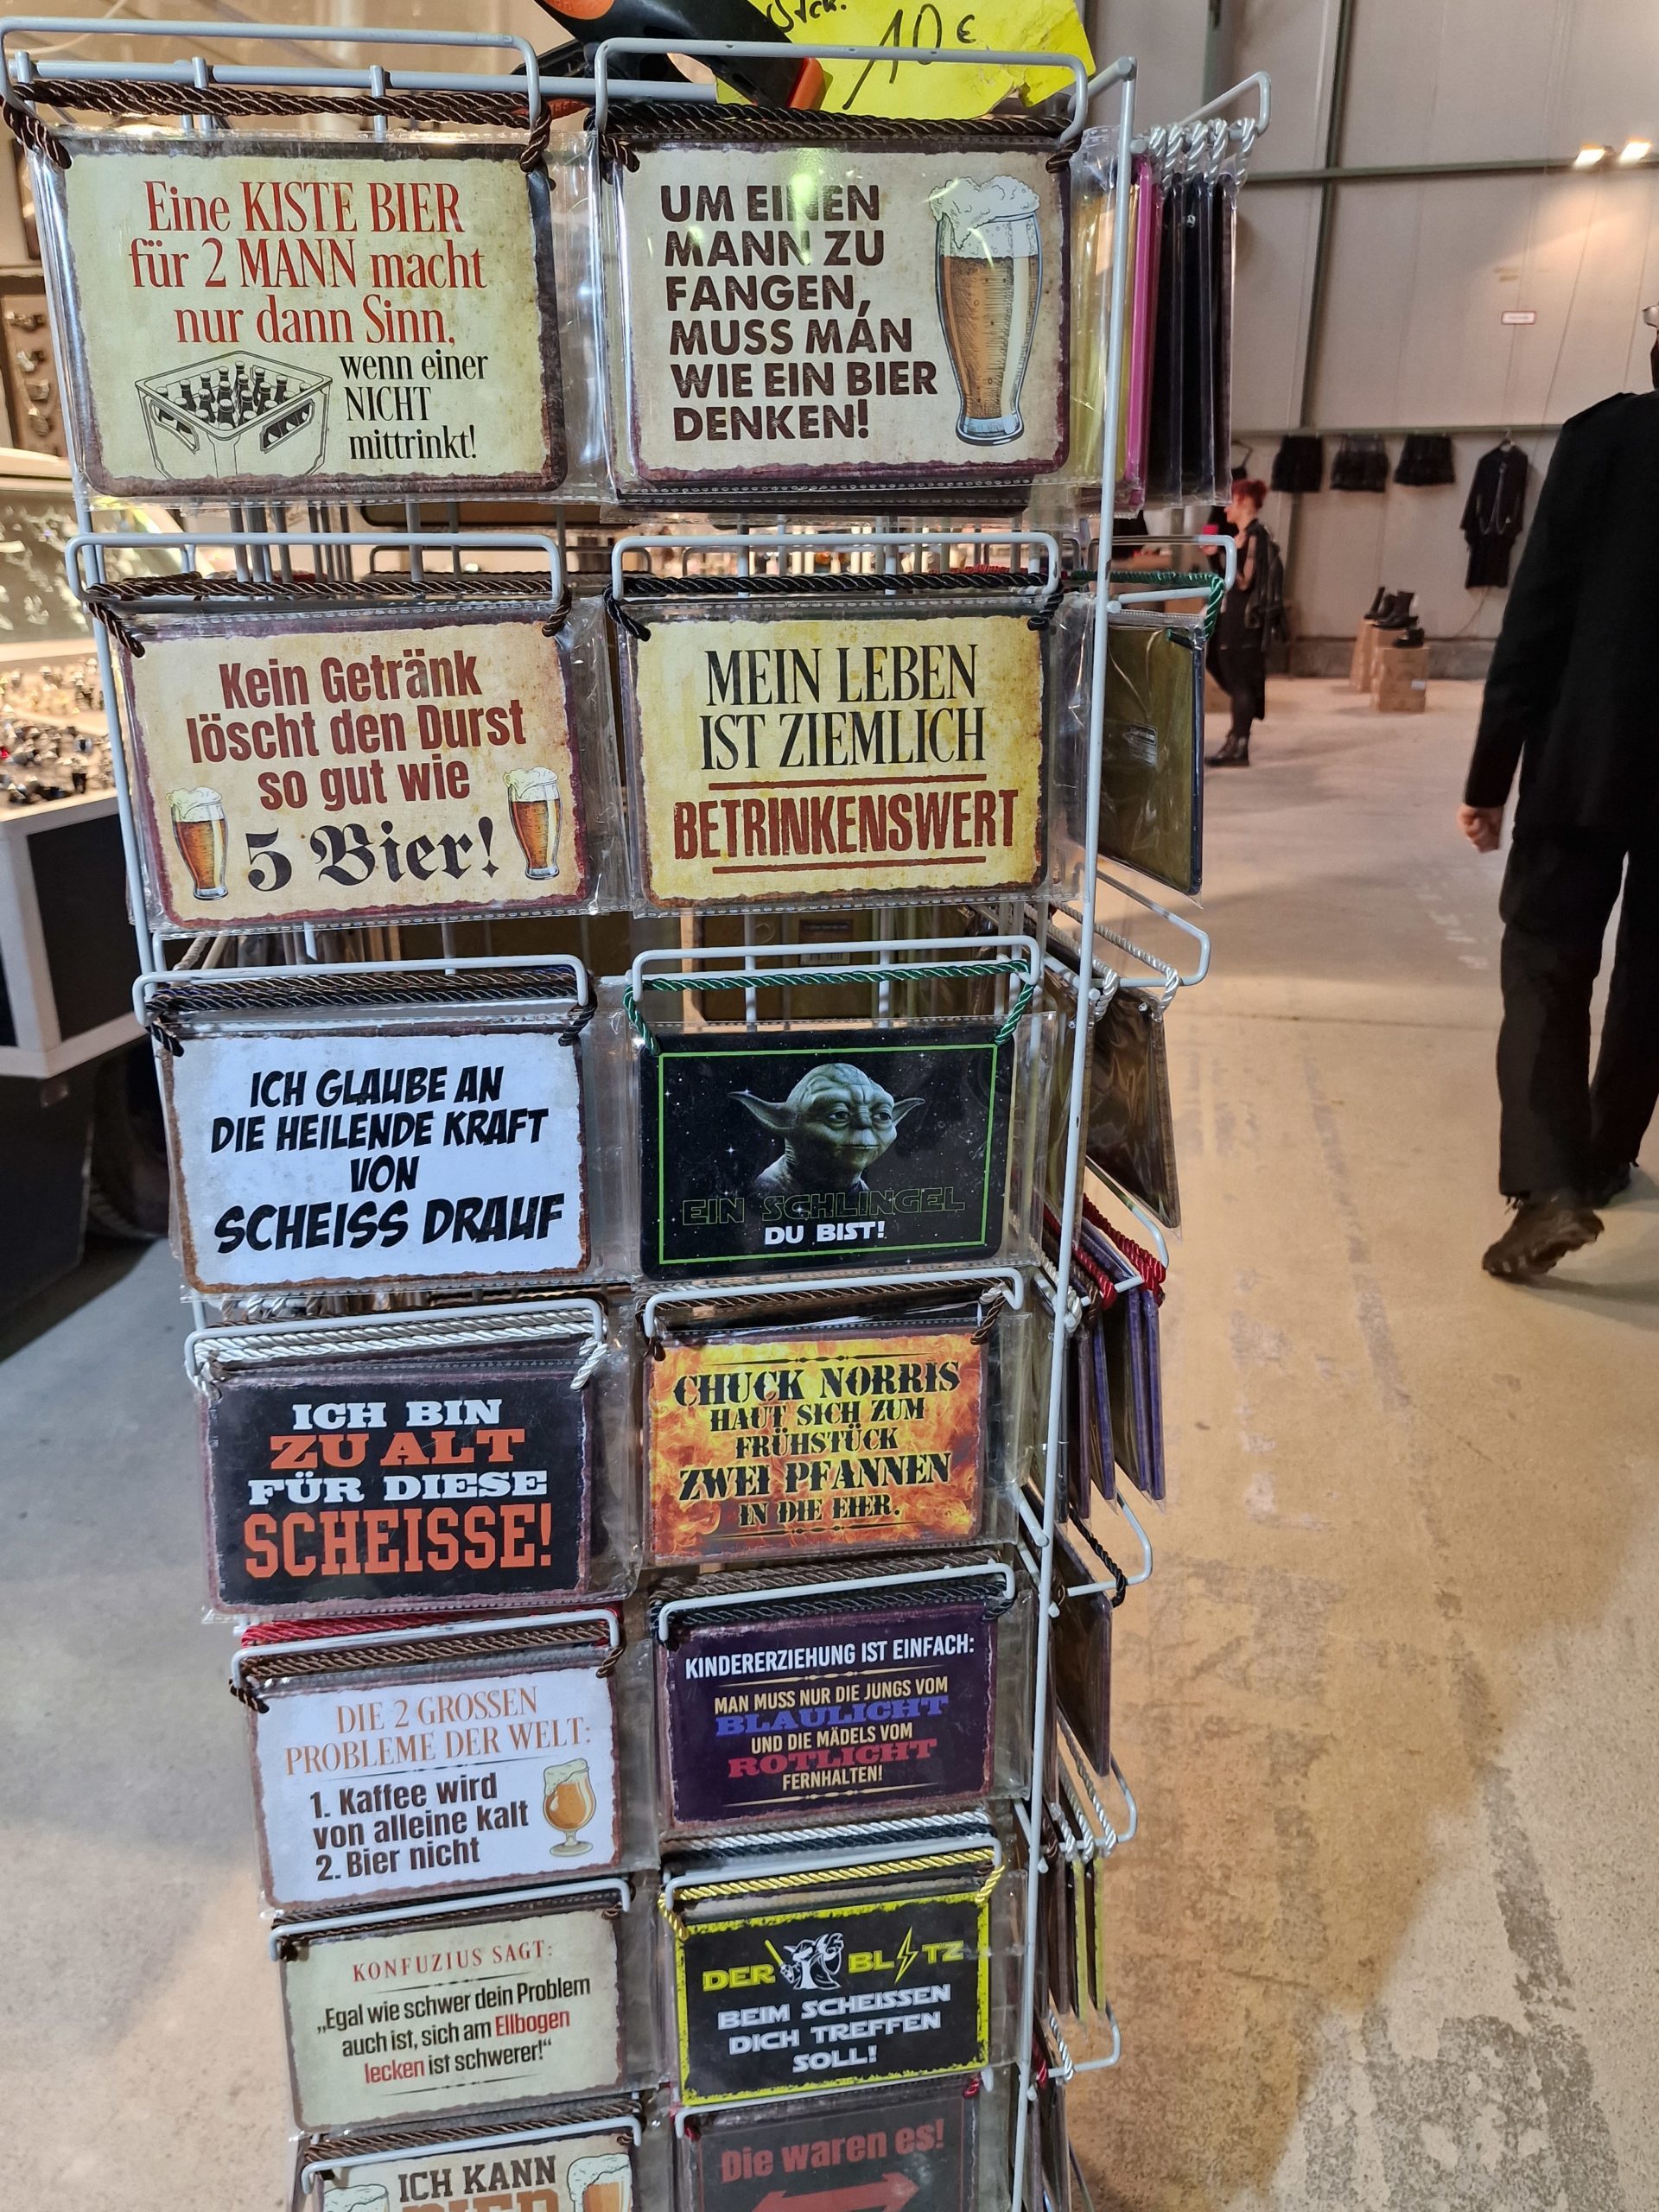 Stck.
10 €
Eine KISTE BIER
für 2 MANN macht
nur dann Sinn,
wenn einer
NICHT
mittrinkt!
UM EINEN
MANN ZU
FANGEN,
MUSS MAN
WIE EIN BIER
DENKEN!
Kein Getränk
löscht den Durst
so gut wie
5 Bier!
MEIN LEBEN
IST ZIEMLICH
BETRINKENSWERT
ICH GLAUBE AN
DIE HEILENDE KRAFT
VON
SCHEISS DRAUF
EIN SCHLINGEL
DU BIST!
ICH BIN
ZU ALT
FÜR DIESE
SCHEISSE!
CHUCK NORRIS
HAUT SICH ZUM
FRÜHSTÜCK
ZWEI PFANNEN
IN DIE EIER.
DIE 2 GROSSEN
PROBLEME DER WELT:
1. Kaffee wird
von alleine kalt
2. Bier nicht
KINDERERZIEHUNG IST EINFACH:
MAN MUSS NUR DIE JUNGS VOM
BLAULICHT
UND DIE MÄDELS VOM
ROTLICHT
FERNHALTEN!
KONFUZIUS SAGT:
„Egal wie schwer dein Problem
auch ist, sich am Ellbogen
lecken ist schwerer!“
DER BLITZ
BEIM SCHEISSEN
DICH TREFFEN
SOLL!
ICH KANN
BIER
Die waren es!